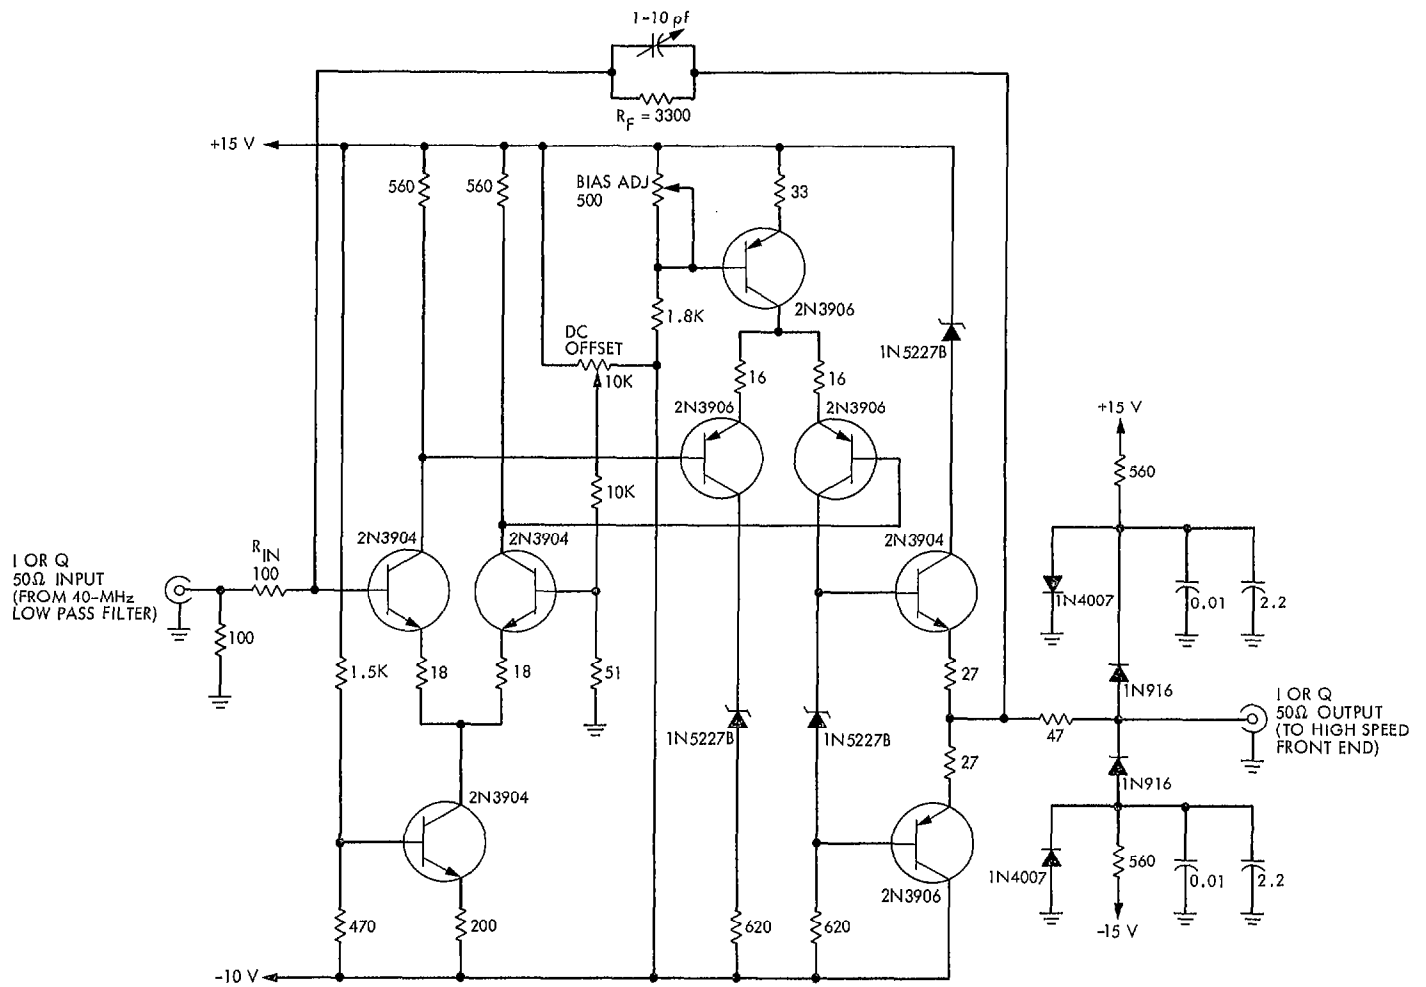 1-10 pf
R_F = 3300
+15 V
560
560
BIAS ADJ
500
33
2N3906
1.8K
DC
OFFSET
10K
1N5227B
16
16
2N3906
2N3906
+15 V
560
10K
2N3904
2N3904
2N3904
I OR Q
50Ω INPUT
(FROM 40-MHz
LOW PASS FILTER)
R_IN
100
100
1N4007
0.01
2.2
1.5K
18
18
51
27
1N916
1N5227B
1N5227B
47
I OR Q
50Ω OUTPUT
(TO HIGH SPEED
FRONT END)
27
1N916
2N3904
2N3906
1N4007
560
0.01
2.2
470
200
620
620
-15 V
-10 V